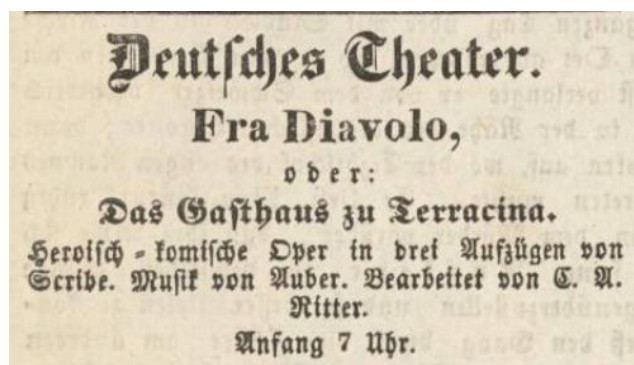 Deutſches Theater.
Fra Diavolo,
oder:
Das Gaſthaus zu Terracina.
Heroiſch-komiſche Oper in drei Aufzügen von
Scribe. Muſik von Auber. Bearbeitet von C. A.
Ritter.
Anfang 7 Uhr.